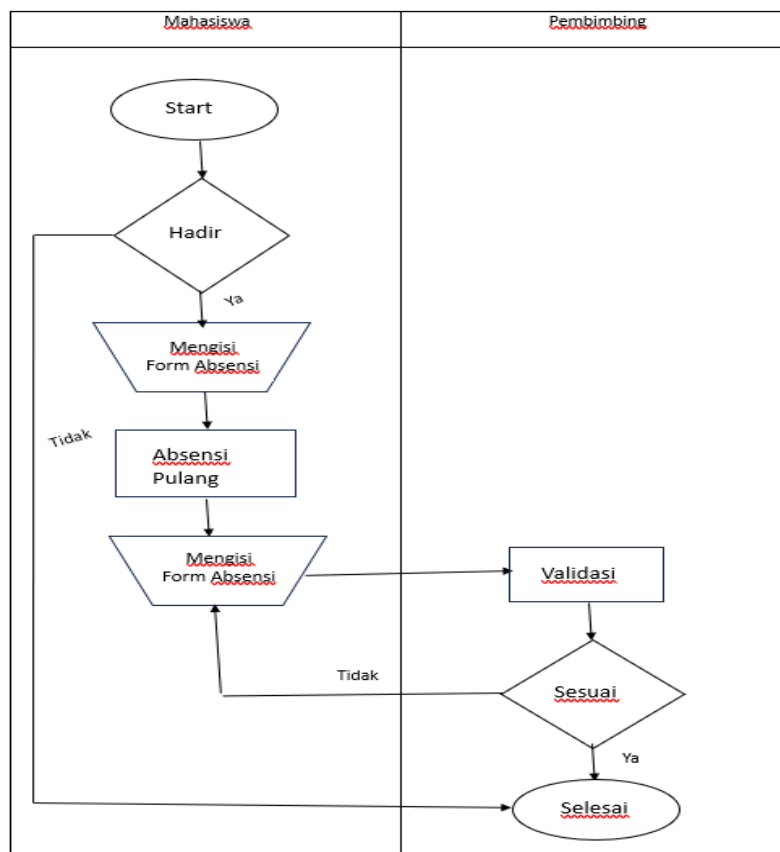 Mahasiswa
Pembimbing
Start
Hadir
Ya
Mengisi
Form Absensi
Tidak
Absensi
Pulang
Mengisi
Form Absensi
Validasi
Tidak
Sesuai
Ya
Selesai